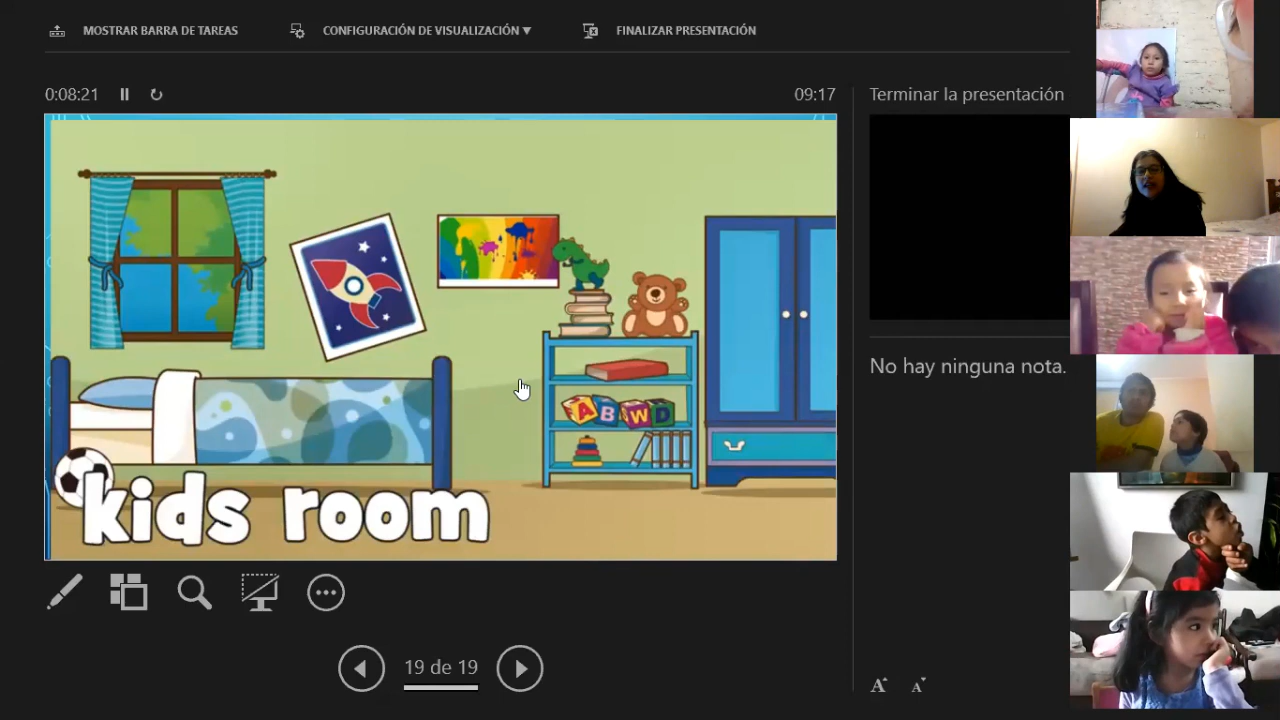 MOSTRAR BARRA DE TAREAS
CONFIGURACIÓN DE VISUALIZACIÓN ▼
FINALIZAR PRESENTACIÓN
0:08:21
09:17
Terminar la presentación
A B W D
kids room
No hay ninguna nota.
19 de 19
A A